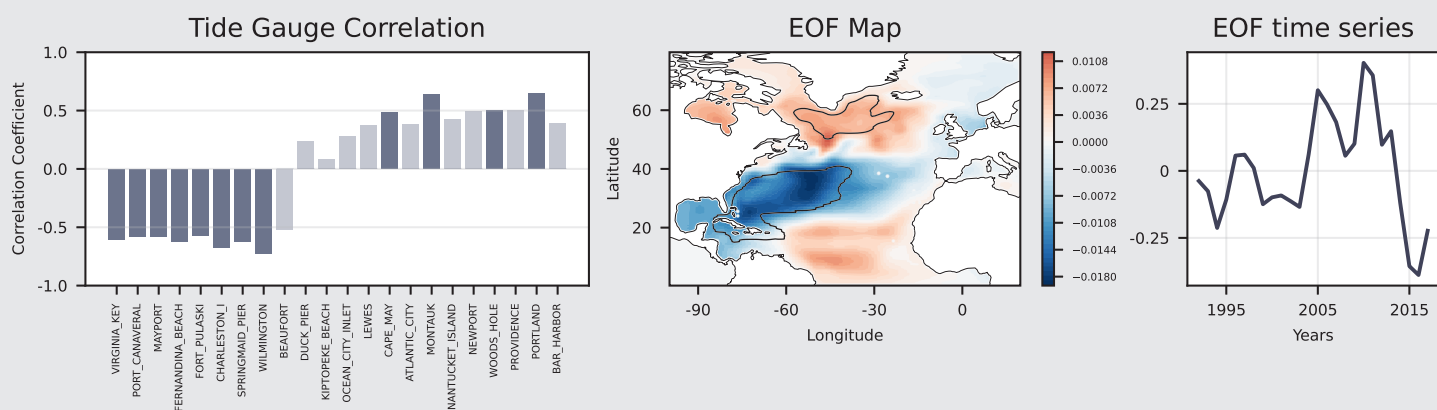 Tide Gauge Correlation
Correlation Coefficient
1.0
0.5
0.0
-0.5
-1.0
VIRGINIA_KEY
PORT_CANAVERAL
MAYPORT
FERNANDINA_BEACH
FORT_PULASKI
CHARLESTON_I
SPRINGMAID_PIER
WILMINGTON
BEAUFORT
DUCK_PIER
KIPTOPEKE_BEACH
OCEAN_CITY_INLET
LEWES
CAPE_MAY
ATLANTIC_CITY
MONTAUK
NANTUCKET_ISLAND
NEWPORT
WOODS_HOLE
PROVIDENCE
PORTLAND
BAR_HARBOR
EOF Map
Latitude
60
40
20
-90
-60
-30
0
Longitude
0.0108
0.0072
0.0036
0.0000
−0.0036
−0.0072
−0.0108
−0.0144
−0.0180
EOF time series
0.25
0
-0.25
1995
2005
2015
Years